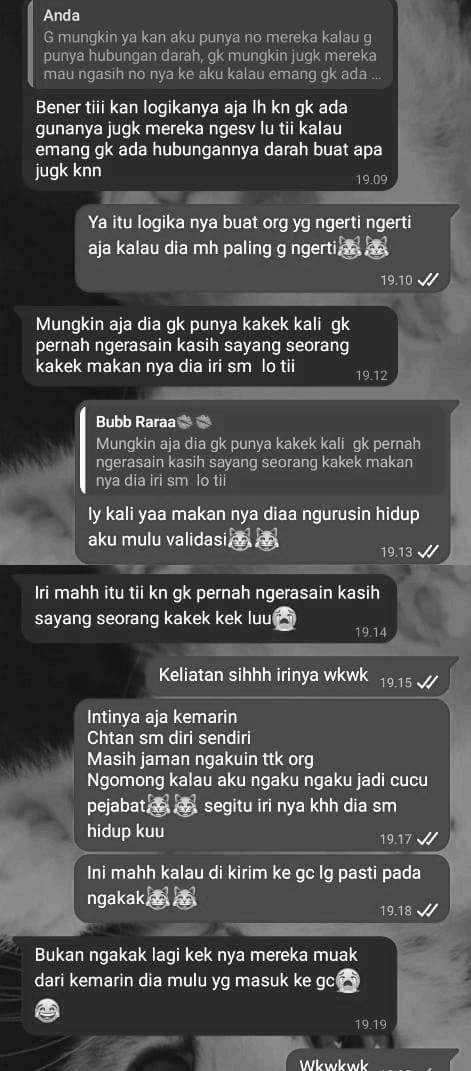 Anda
G mungkin ya kan aku punya no mereka kalau g
punya hubungan darah, gk mungkin jugk mereka
mau ngasih no nya ke aku kalau emang gk ada ...
Bener tiii kan logikanya aja lh kn gk ada
gunanya jugk mereka ngesv lu tii kalau
emang gk ada hubungannya darah buat apa
jugk knn
19.09
Ya itu logika nya buat org yg ngerti ngerti
aja kalau dia mh paling g ngerti😹😹
19.10
Mungkin aja dia gk punya kakek kali gk
pernah ngerasain kasih sayang seorang
kakek makan nya dia iri sm lo tii
19.12
Bubb Raraa💋💋
Mungkin aja dia gk punya kakek kali gk pernah
ngerasain kasih sayang seorang kakek makan
nya dia iri sm lo tii
Iy kali yaa makan nya diaa ngurusin hidup
aku mulu validasi😹😹
19.13
Iri mahh itu tii kn gk pernah ngerasain kasih
sayang seorang kakek kek luu😭
19.14
Keliatan sihhh irinya wkwk 19.15
Intinya aja kemarin
Chtan sm diri sendiri
Masih jaman ngakuin ttk org
Ngomong kalau aku ngaku ngaku jadi cucu
pejabat😹😹 segitu iri nya khh dia sm
hidup kuu
19.17
Ini mahh kalau di kirim ke gc lg pasti pada
ngakak😹😹
19.18
Bukan ngakak lagi kek nya mereka muak
dari kemarin dia mulu yg masuk ke gc😭
😂
19.19
Wkwkwk